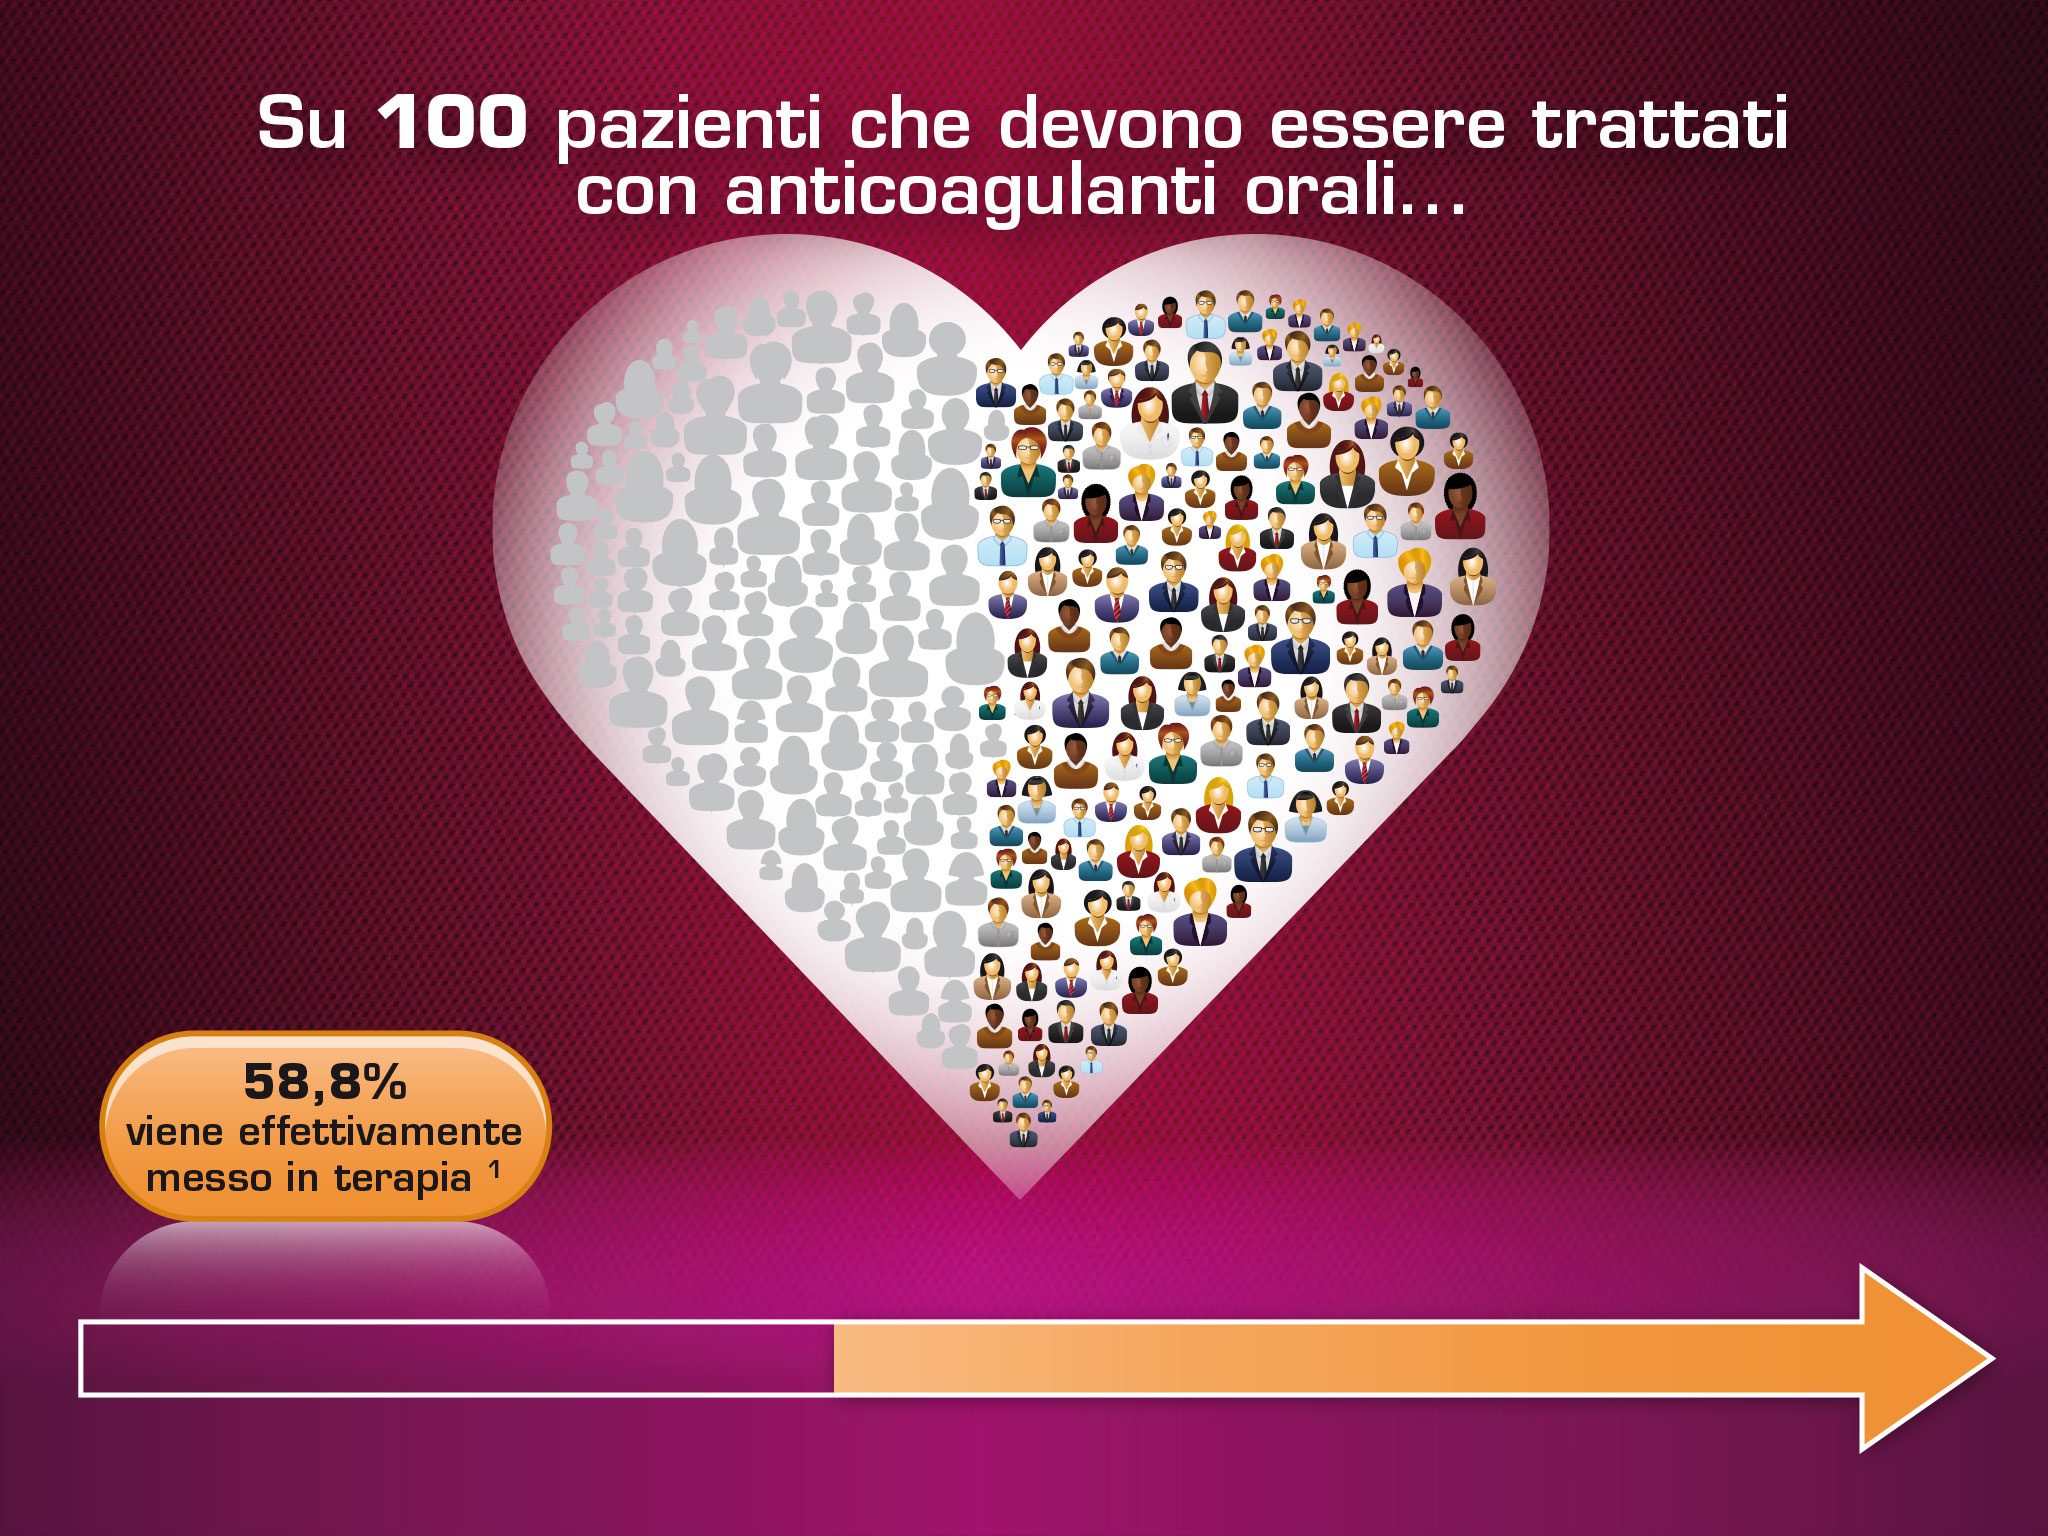 Su 100 pazienti che devono essere trattati
con anticoagulanti orali...
58,8%
viene effettivamente
messo in terapia 1